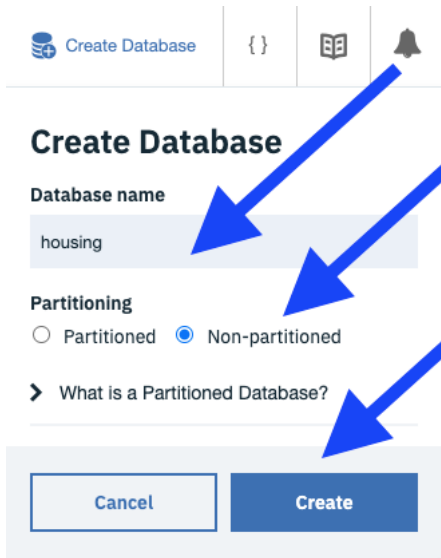 Create Database
{ }
Create Database
Database name
housing
Partitioning
Partitioned Non-partitioned
What is a Partitioned Database?
Cancel Create